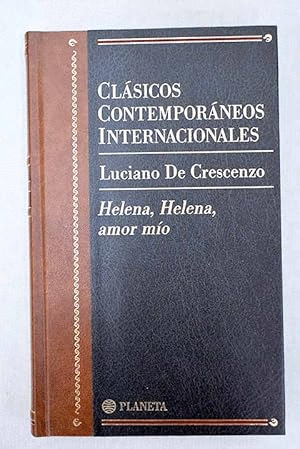 CLÁSICOS
CONTEMPORÁNEOS
INTERNACIONALES
Luciano De Crescenzo
Helena, Helena,
amor mío
PLANETA